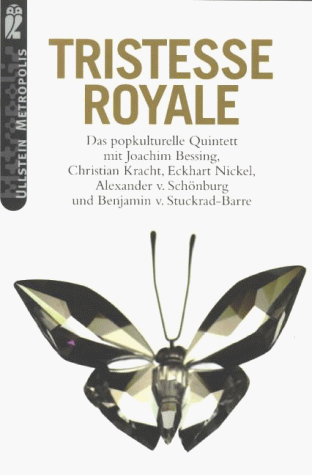 ULLSTEIN METROPOLIS
Metropolis
TRISTESSE
ROYALE
Das popkulturelle Quintett
mit Joachim Bessing,
Christian Kracht, Eckhart Nickel,
Alexander v. Schönburg
und Benjamin v. Stuckrad-Barre